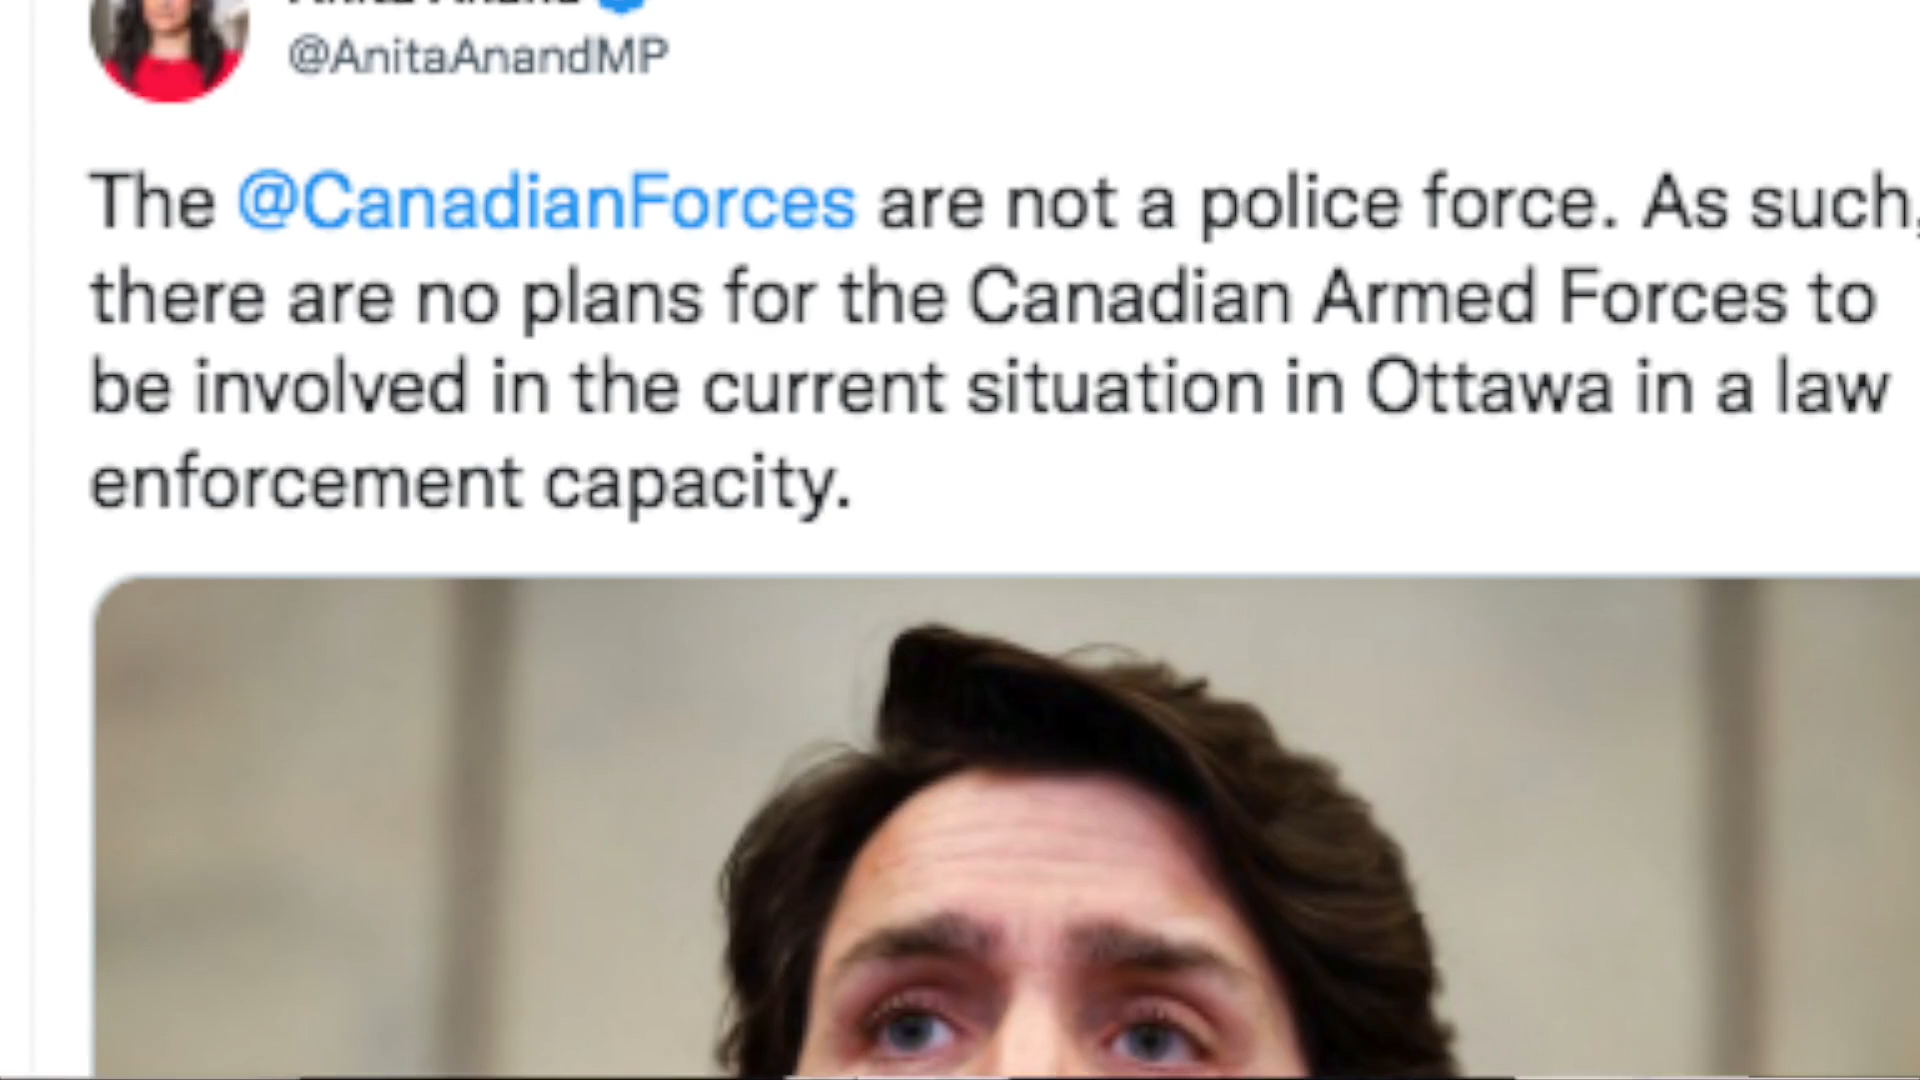 @AnitaAnandMP
The @CanadianForces are not a police force. As such,
there are no plans for the Canadian Armed Forces to
be involved in the current situation in Ottawa in a law
enforcement capacity.